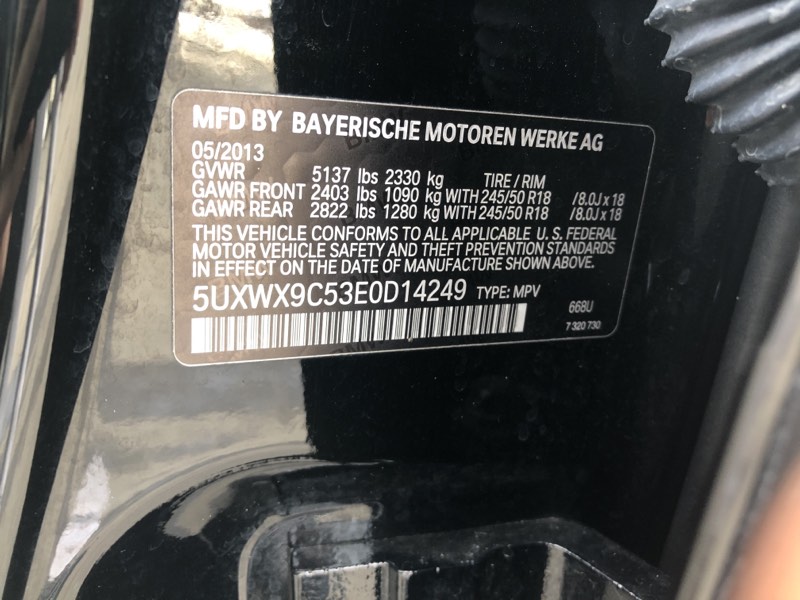 MFD BY BAYERISCHE MOTOREN WERKE AG
05/2013
GVWR 5137 lbs 2330 kg TIRE / RIM
GAWR FRONT 2403 lbs 1090 kg WITH 245/50 R18 /8.0J x 18
GAWR REAR 2822 lbs 1280 kg WITH 245/50 R18 /8.0J x 18
THIS VEHICLE CONFORMS TO ALL APPLICABLE U. S. FEDERAL
MOTOR VEHICLE SAFETY AND THEFT PREVENTION STANDARDS
IN EFFECT ON THE DATE OF MANUFACTURE SHOWN ABOVE.
5UXWX9C53E0D14249 TYPE: MPV
668U
7 320 730
BMW